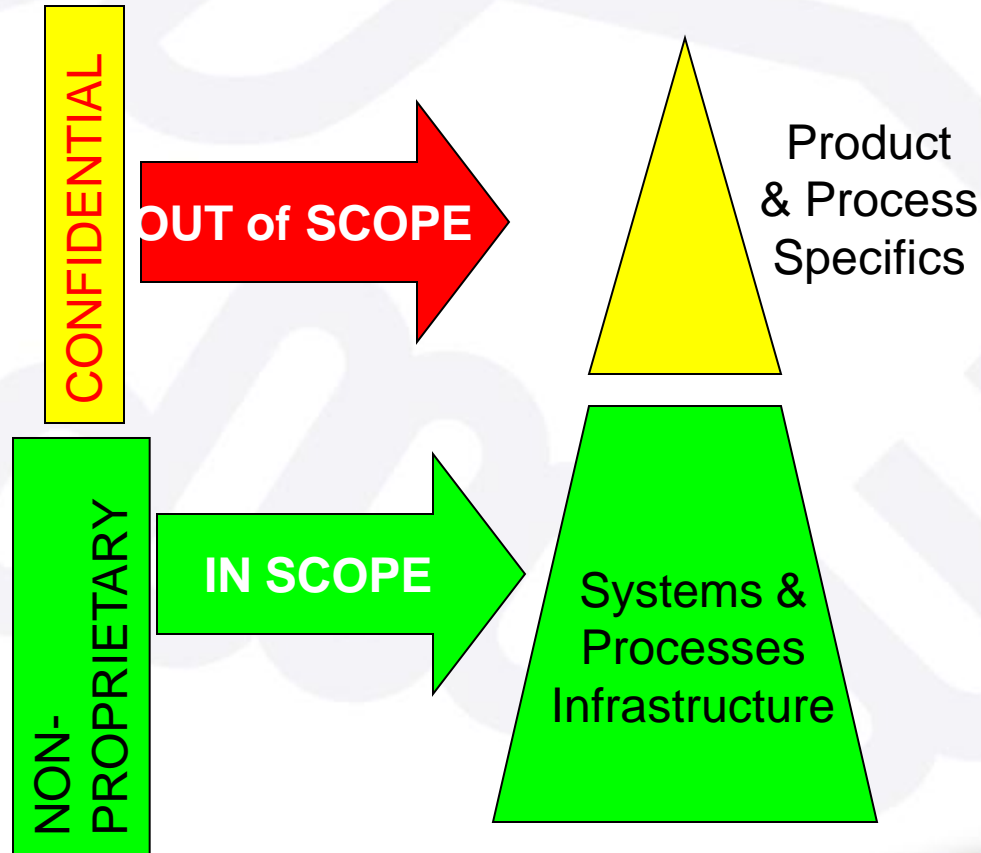 CONFIDENTIAL
OUT of SCOPE
Product
& Process
Specifics
NON-
PROPRIETARY
IN SCOPE
Systems &
Processes
Infrastructure